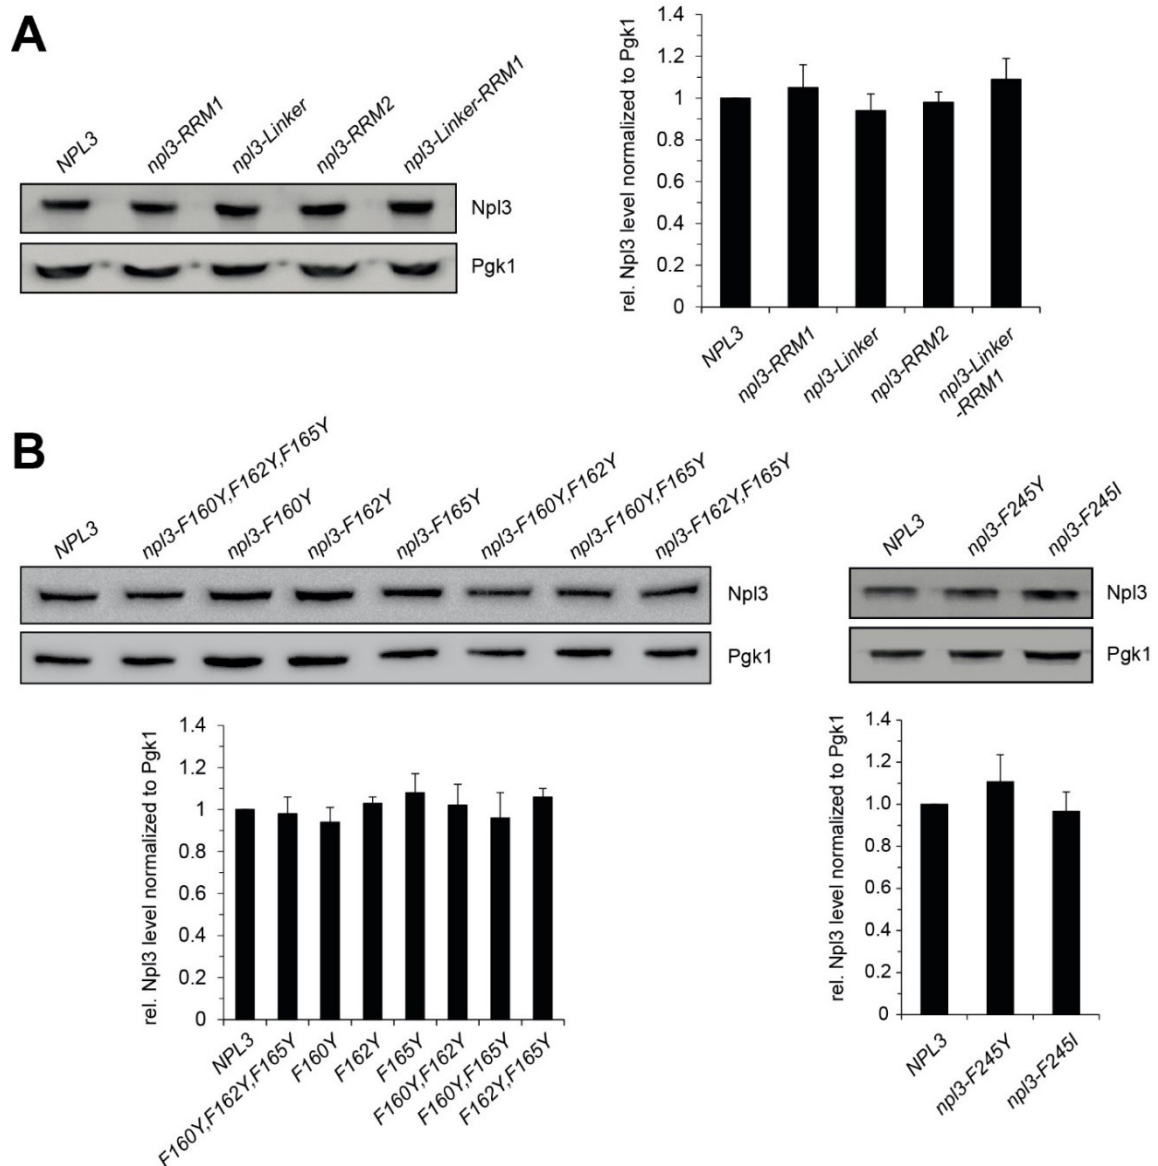 A
NPL3
npl3-RRM1
npl3-Linker
npl3-RRM2
npl3-Linker-RRM1
Npl3
Pgk1
rel. Npl3 level normalized to Pgk1
1.4
1.2
1
0.8
0.6
0.4
0.2
0
NPL3
npl3-RRM1
npl3-Linker
npl3-RRM2
npl3-Linker
-RRM1
B
NPL3
npl3-F160Y,F162Y,F165Y
npl3-F160Y
npl3-F162Y
npl3-F165Y
npl3-F160Y,F162Y
npl3-F160Y,F165Y
npl3-F162Y,F165Y
Npl3
Pgk1
NPL3
npl3-F245Y
npl3-F245I
Npl3
Pgk1
rel. Npl3 level normalized to Pgk1
1.4
1.2
1
0.8
0.6
0.4
0.2
0
NPL3
F160Y,F162Y,F165Y
F160Y
F162Y
F165Y
F160Y,F162Y
F160Y,F165Y
F162Y,F165Y
rel. Npl3 level normalized to Pgk1
1.4
1.2
1.0
0.8
0.6
0.4
0.2
0
NPL3
npl3-F245Y
npl3-F245I